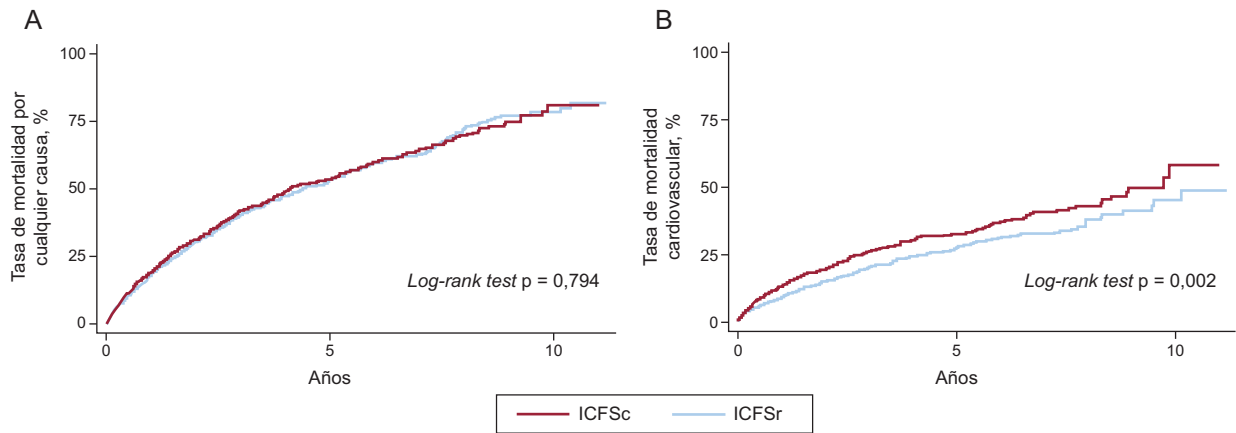 A
Tasa de mortalidad por
cualquier causa, %
100
75
50
25
0
Log-rank test p = 0,794
0
5
10
Años
B
Tasa de mortalidad
cardiovascular, %
100
75
50
25
0
Log-rank test p = 0,002
0
5
10
Años
ICFSc
ICFSr